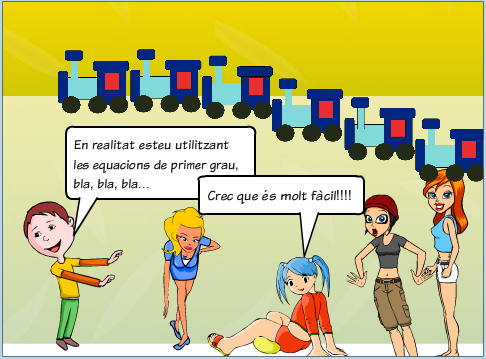 En realitat esteu utilitzant
les equacions de primer grau,
bla, bla, bla...
Crec que és molt fàcil!!!!